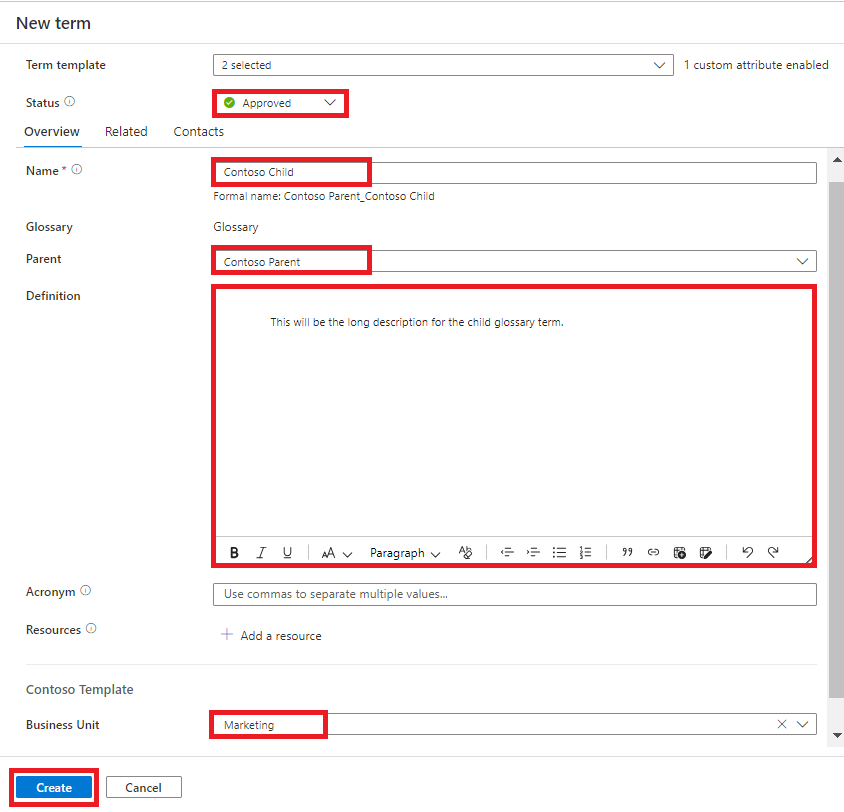 New term
Term template 2 selected 1 custom attribute enabled
Status Approved
Overview Related Contacts
Name * Contoso Child
Formal name: Contoso Parent_Contoso Child
Glossary Glossary
Parent Contoso Parent
Definition
This will be the long description for the child glossary term.
B I U AA Paragraph
Acronym Use commas to separate multiple values...
Resources + Add a resource
Contoso Template
Business Unit Marketing
Create Cancel